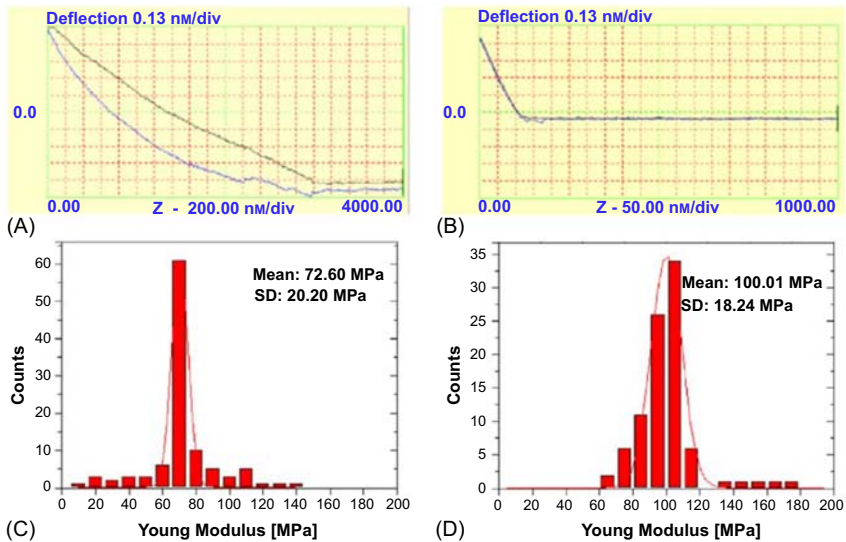 Deflection 0.13 nM/div
0.0
0.00
Z - 200.00 nM/div
4000.00
(A)
Deflection 0.13 nM/div
0.0
0.00
Z - 50.00 nM/div
1000.00
(B)
Mean: 72.60 MPa
SD: 20.20 MPa
Counts
60
50
40
30
20
10
0
0 20 40 60 80 100 120 140 160 180 200
Young Modulus [MPa]
(C)
Mean: 100.01 MPa
SD: 18.24 MPa
Counts
35
30
25
20
15
10
5
0
0 20 40 60 80 100 120 140 160 180 200
Young Modulus [MPa]
(D)